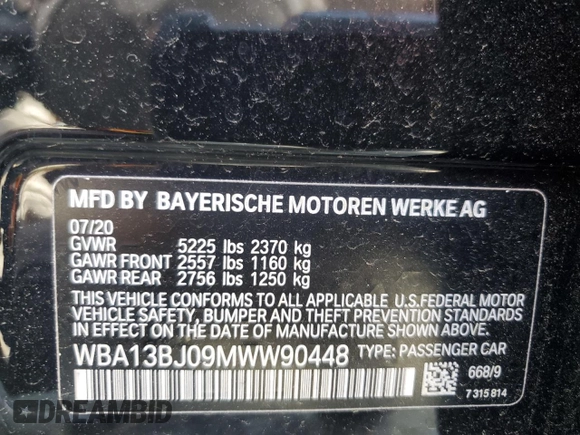 MFD BY BAYERISCHE MOTOREN WERKE AG
07/20
GVWR 5225 lbs 2370 kg
GAWR FRONT 2557 lbs 1160 kg
GAWR REAR 2756 lbs 1250 kg
THIS VEHICLE CONFORMS TO ALL APPLICABLE U.S. FEDERAL MOTOR
VEHICLE SAFETY, BUMPER AND THEFT PREVENTION STANDARDS
IN EFFECT ON THE DATE OF MANUFACTURE SHOWN ABOVE.
WBA13BJ09MWW90448 TYPE: PASSENGER CAR
668/9
7 315 814
DREAMBID